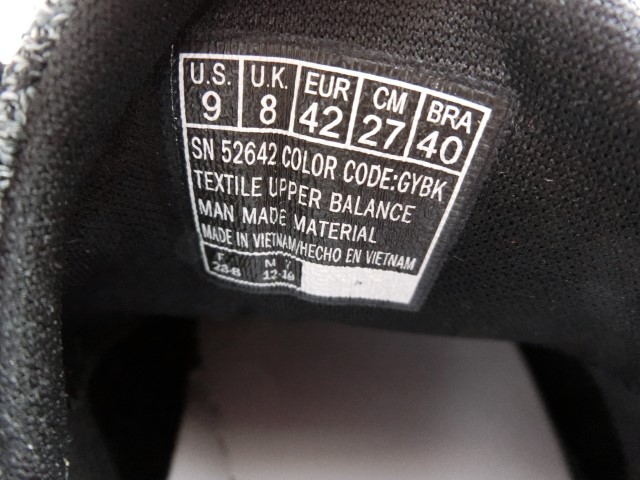 U.S. U.K. EUR CM BRA
9 8 42 27 40
SN 52642 COLOR CODE:GYBK
TEXTILE UPPER BALANCE
MAN MADE MATERIAL
MADE IN VIETNAM/HECHO EN VIETNAM